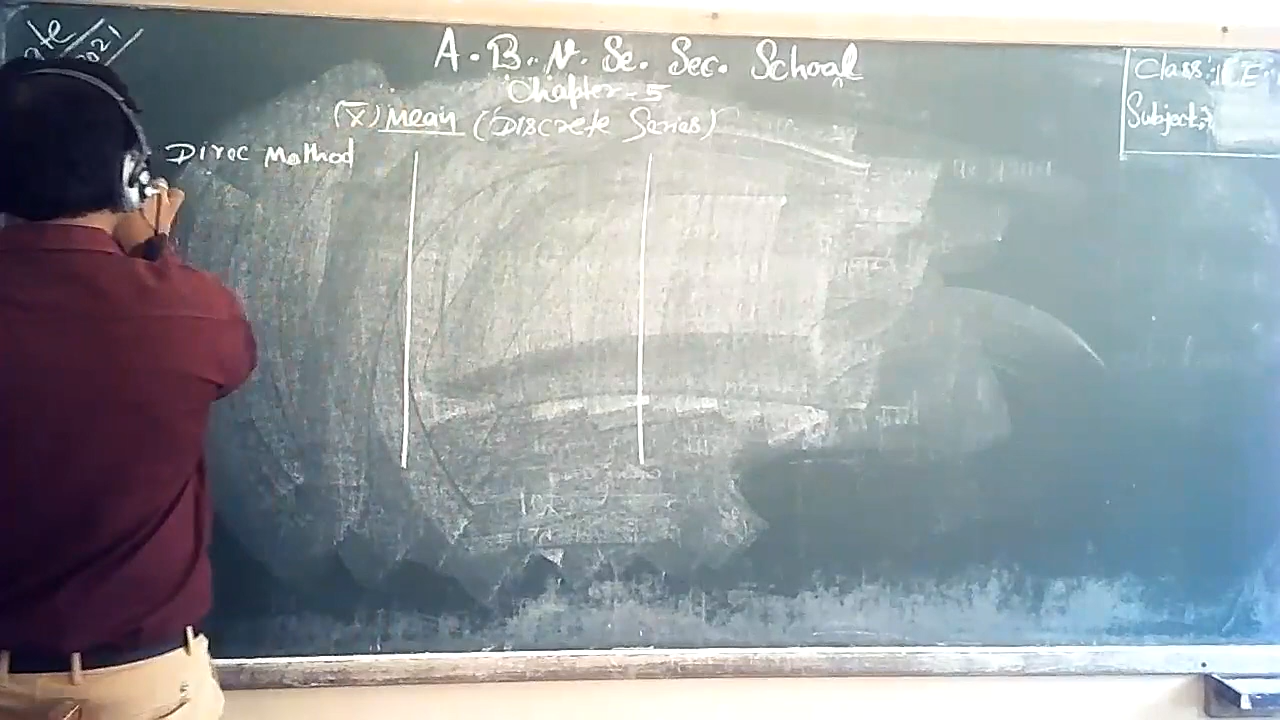 A. B. N. Se. Sec. School
Chapter - 5
(x̄) Mean (Discrete Series)
Direc Method
Class:
Subject: